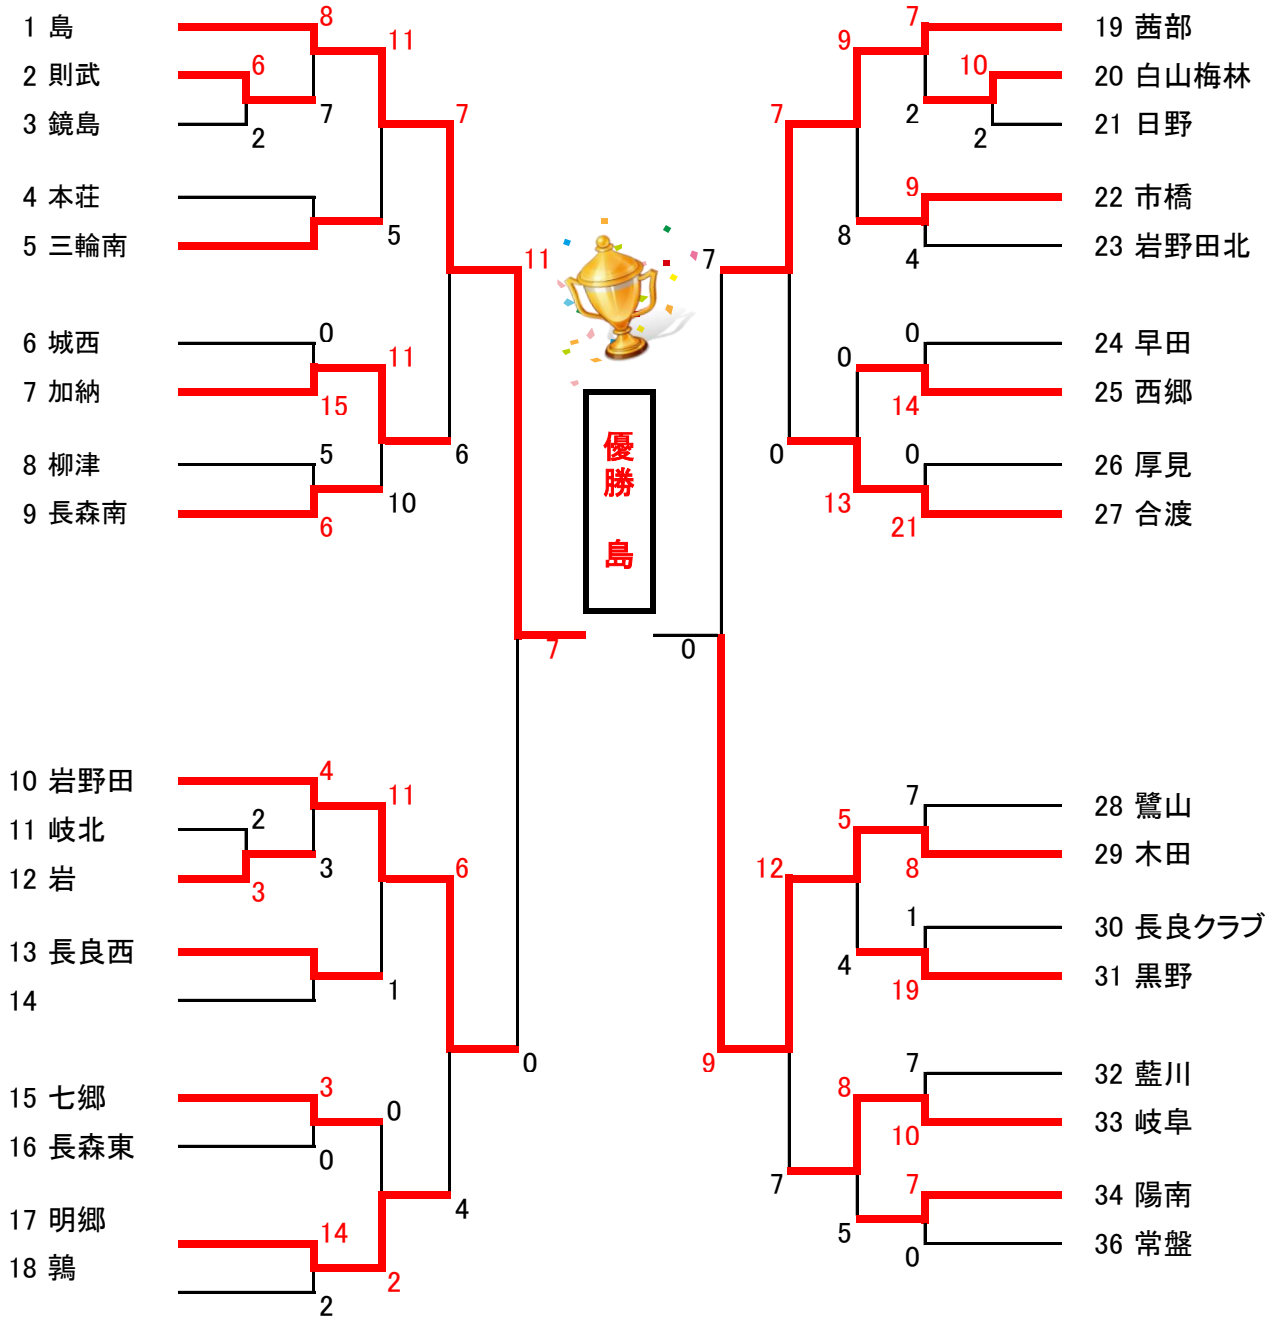 1 島
2 則武
3 鏡島
4 本荘
5 三輪南
6 城西
7 加納
8 柳津
9 長森南
10 岩野田
11 岐北
12 岩
13 長良西
14
15 七郷
16 長森東
17 明郷
18 鶉
8
6
2
7
11
5
7
0
15
11
5
6
10
6
11
4
2
3
3
11
1
6
3
0
0
14
2
2
4
0
7
優勝 島
0
7
9
7
9
7
2
10
2
8
9
4
0
0
14
0
13
0
21
12
5
7
8
4
1
19
7
8
7
10
5
7
0
19 茜部
20 白山梅林
21 日野
22 市橋
23 岩野田北
24 早田
25 西郷
26 厚見
27 合渡
28 鷺山
29 木田
30 長良クラブ
31 黒野
32 藍川
33 岐阜
34 陽南
36 常盤